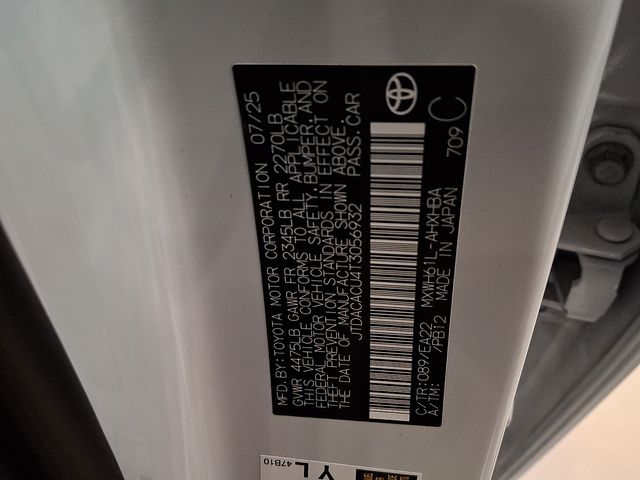 MFD.BY:TOYOTA MOTOR CORPORATION 07/25
GVWR 4475LB GAWR FR 2345LB RR 2270LB
THIS VEHICLE CONFORMS TO ALL APPLICABLE
FEDERAL MOTOR VEHICLE SAFETY,BUMPER,AND
THEFT PREVENTION STANDARDS IN EFFECT ON
THE DATE OF MANUFACTURE SHOWN ABOVE.
JTDACACU4T3056932 PASS.CAR
C/TR:089/EA22 MXWH61L-AHXHBA
A/TM: /PB12 MADE IN JAPAN 709 C
47B10
YL